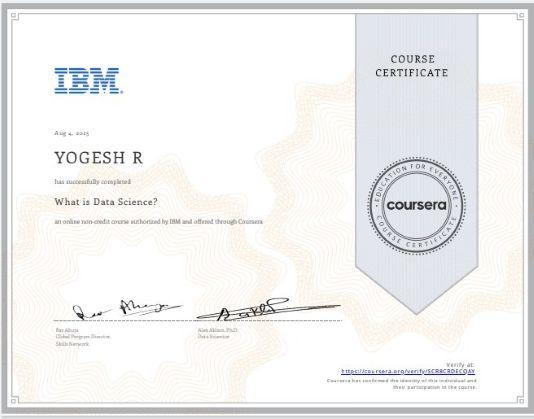 COURSE
CERTIFICATE
IBM
Aug 4, 2025
YOGESH R
has successfully completed
What is Data Science?
an online non-credit course authorized by IBM and offered through Coursera
EDUCATION FOR EVERYONE
coursera
COURSE CERTIFICATE
Rav Ahuja
Global Program Director,
Skills Network
Alex Aklson, Ph.D.
Data Scientist
Verify at:
https://coursera.org/verify/
Coursera has confirmed the identity of this individual and
their participation in the course.